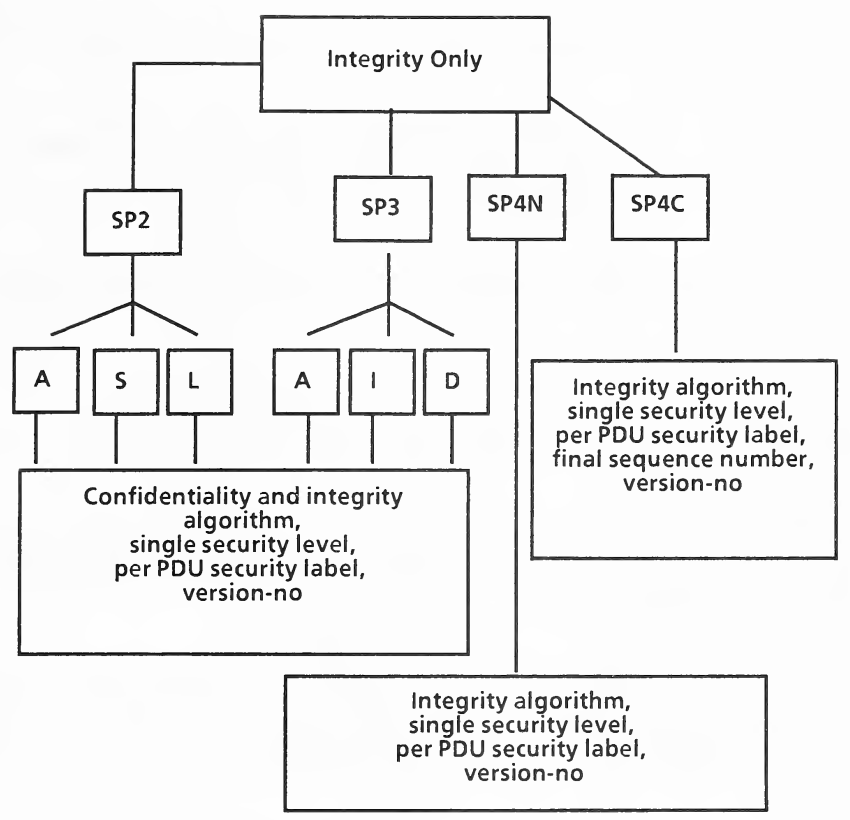 Integrity Only
SP2
SP3
SP4N
SP4C
A
S
L
A
I
D
Integrity algorithm,
single security level,
per PDU security label,
final sequence number,
version-no
Confidentiality and integrity
algorithm,
single security level,
per PDU security label,
version-no
Integrity algorithm,
single security level,
per PDU security label,
version-no